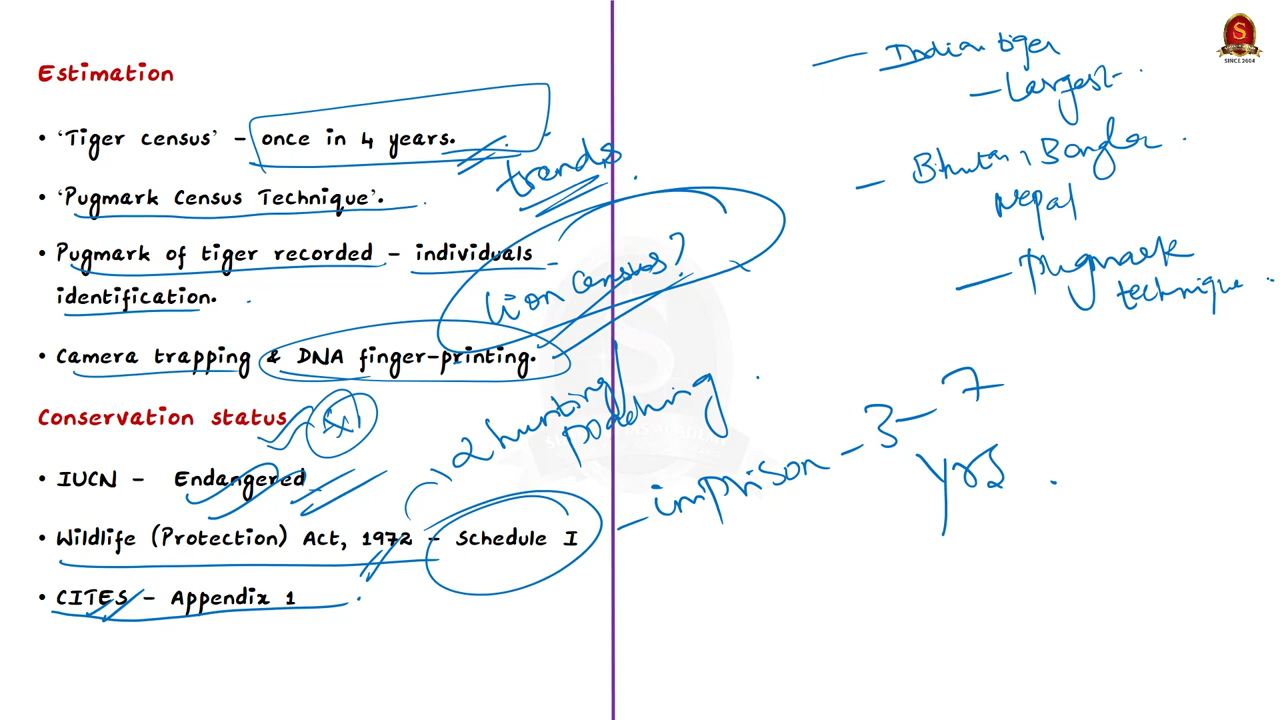 Estimation
• 'Tiger census' - once in 4 years.
• 'Pugmark Census Technique'.
• Pugmark of tiger recorded - individuals
identification.
• Camera trapping & DNA finger-printing.
Conservation status
• IUCN - Endangered
• Wildlife (Protection) Act, 1972 - Schedule I
• CITES - Appendix 1
trends
lion census?
hunting/
poaching
- imprison - 3 - 7
yrs
- Indian tiger
- Largest
- Bhutan, Bangla
Nepal
- Pugmark
technique
S
SINCE 2004